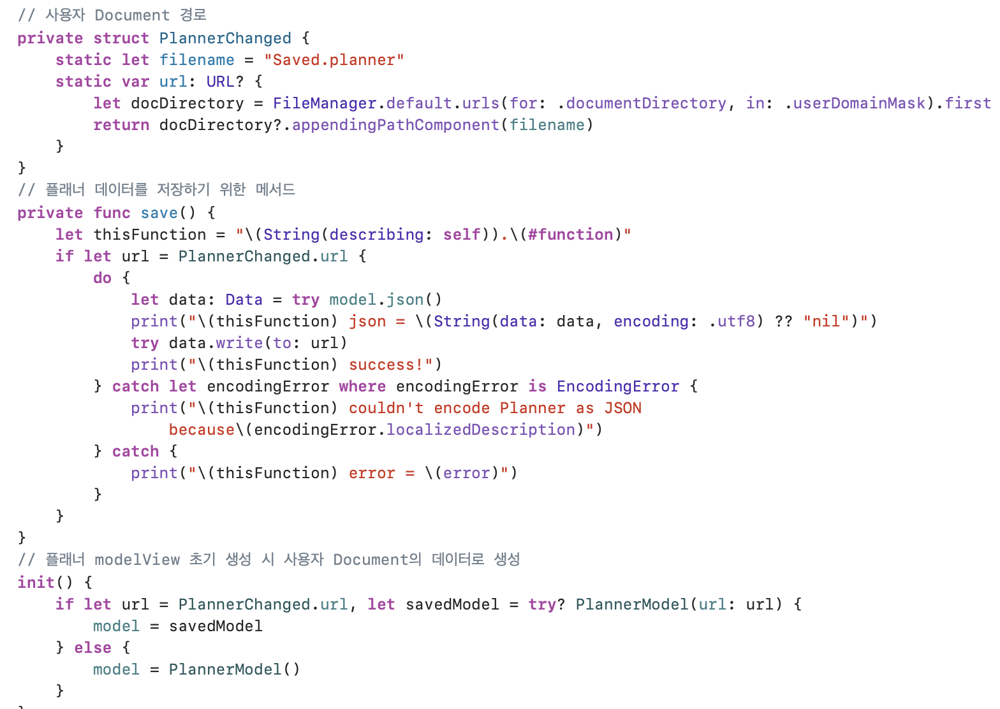 // 사용자 Document 경로
private struct PlannerChanged {
    static let filename = "Saved.planner"
    static var url: URL? {
        let docDirectory = FileManager.default.urls(for: .documentDirectory, in: .userDomainMask).first
        return docDirectory?.appendingPathComponent(filename)
    }
}
// 플래너 데이터를 저장하기 위한 메서드
private func save() {
    let thisFunction = "\(String(describing: self)).\(#function)"
    if let url = PlannerChanged.url {
        do {
            let data: Data = try model.json()
            print("\(thisFunction) json = \(String(data: data, encoding: .utf8) ?? "nil")")
            try data.write(to: url)
            print("\(thisFunction) success!")
        } catch let encodingError where encodingError is EncodingError {
            print("\(thisFunction) couldn't encode Planner as JSON
                because\(encodingError.localizedDescription)")
        } catch {
            print("\(thisFunction) error = \(error)")
        }
    }
}
// 플래너 modelView 초기 생성 시 사용자 Document의 데이터로 생성
init() {
    if let url = PlannerChanged.url, let savedModel = try? PlannerModel(url: url) {
        model = savedModel
    } else {
        model = PlannerModel()
    }
}